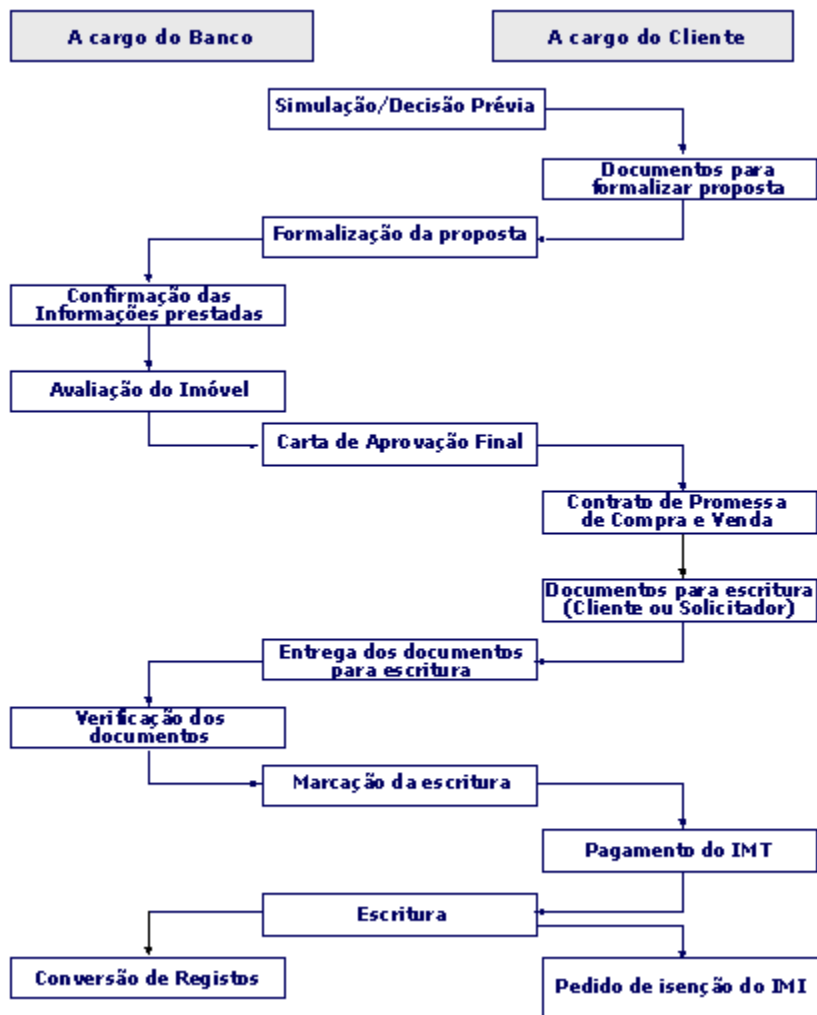 A cargo do Banco
A cargo do Cliente
Simulação/Decisão Prévia
Documentos para
formalizar proposta
Formalização da proposta
Confirmação das
Informações prestadas
Avaliação do Imóvel
Carta de Aprovação Final
Contrato de Promessa
de Compra e Venda
Documentos para escritura
(Cliente ou Solicitador)
Entrega dos documentos
para escritura
Verificação dos
documentos
Marcação da escritura
Pagamento do IMT
Escritura
Conversão de Registos
Pedido de isenção do IMI